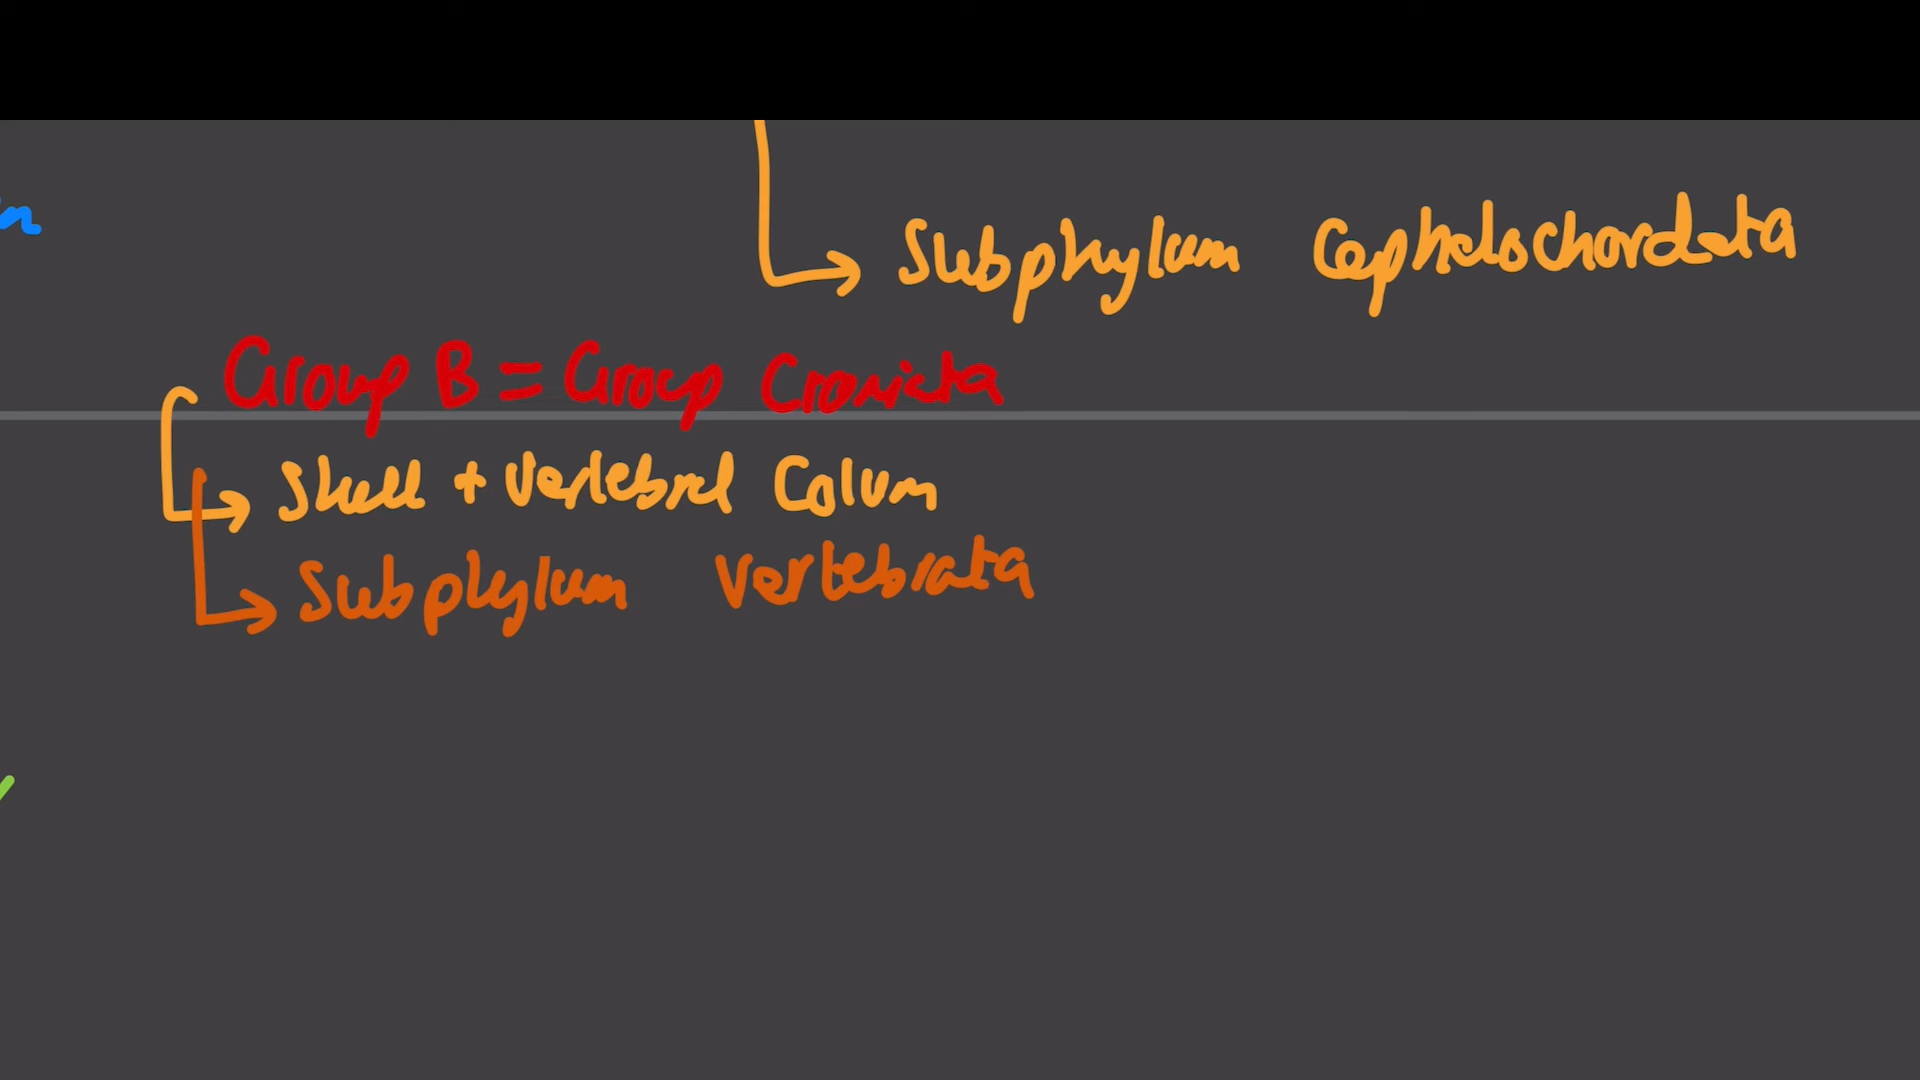 Subphylum Cephalochordata
Group B = Group Craniata
Skull + Vertebral Colum
Subphylum Vertebrata